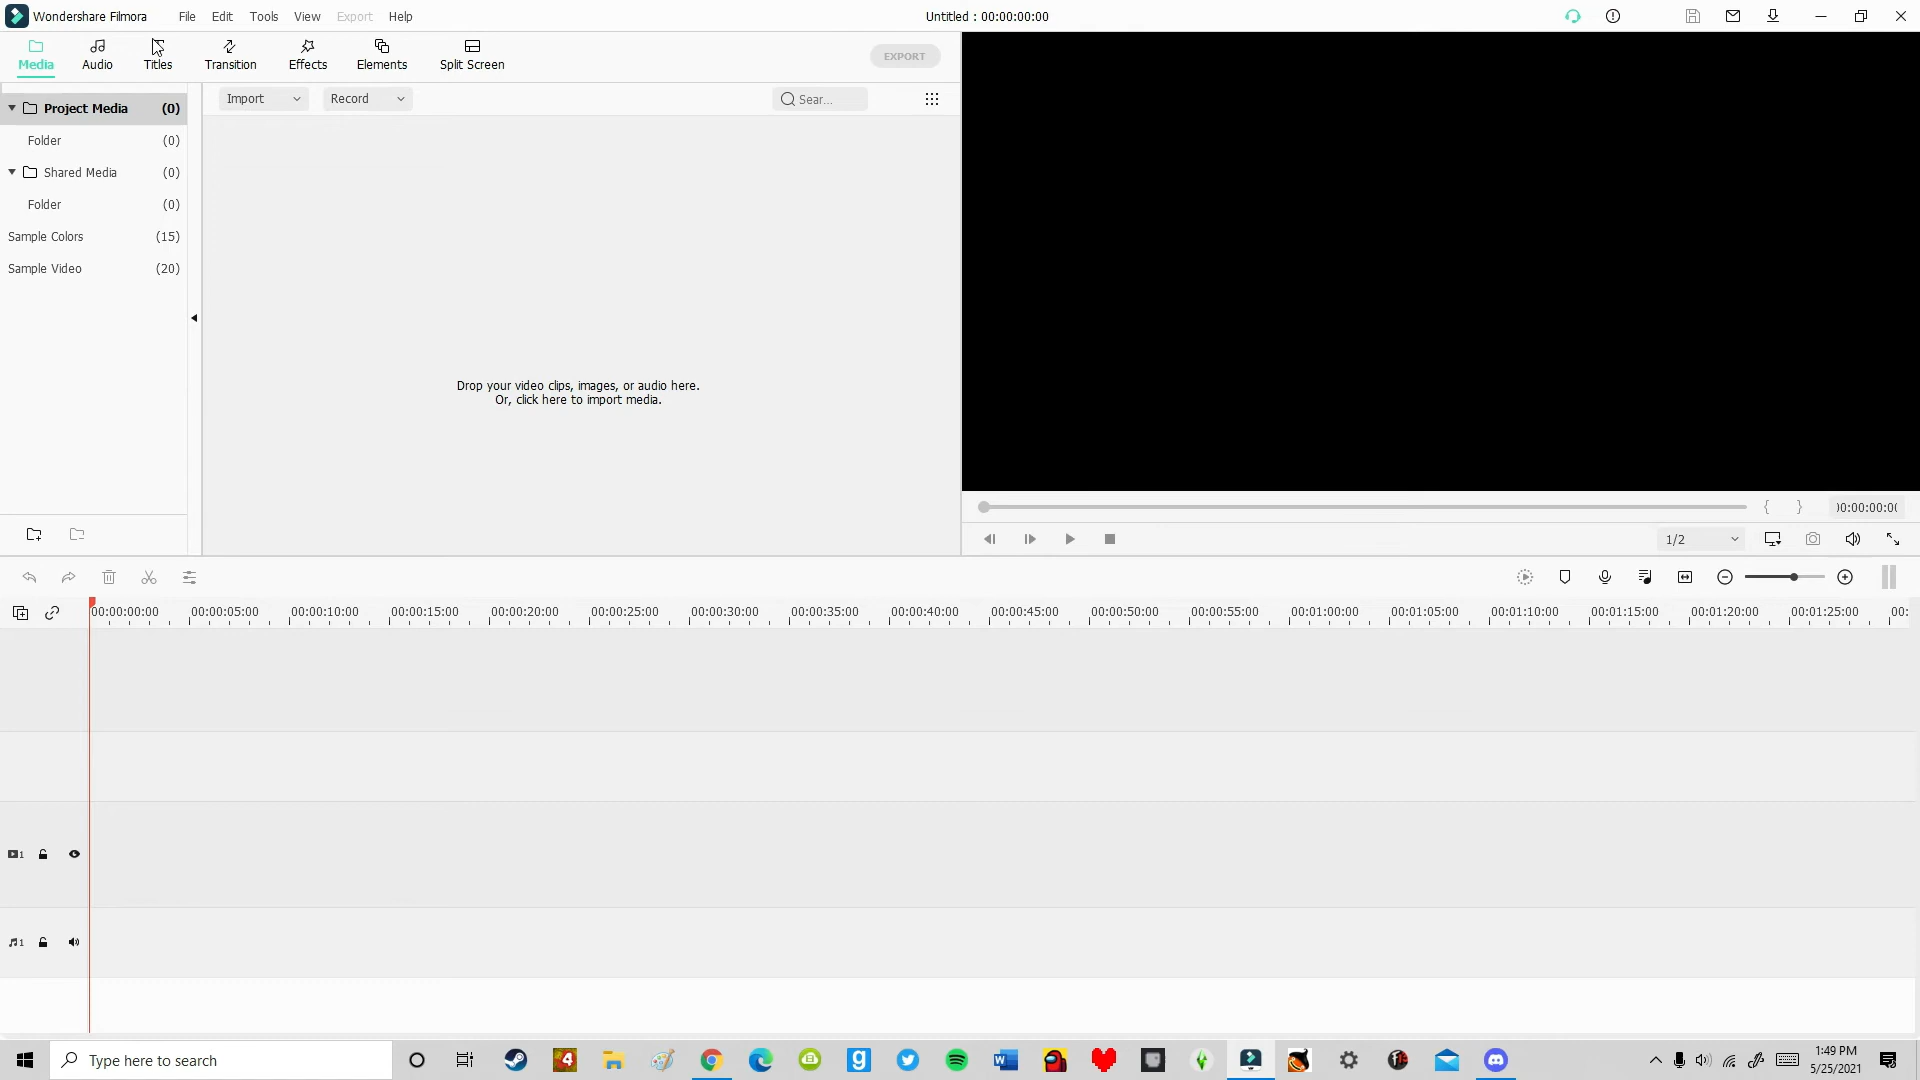 Wondershare Filmora File Edit Tools View Export Help
Untitled : 00:00:00:00
Media Audio Titles Transition Effects Elements Split Screen
EXPORT
Import Record Sear...
Project Media (0)
Folder (0)
Shared Media (0)
Folder (0)
Sample Colors (15)
Sample Video (20)
Drop your video clips, images, or audio here.
Or, click here to import media.
{ } 00:00:00:00
1/2
00:00:00:00 00:00:05:00 00:00:10:00 00:00:15:00 00:00:20:00 00:00:25:00 00:00:30:00 00:00:35:00 00:00:40:00 00:00:45:00 00:00:50:00 00:00:55:00 00:01:00:00 00:01:05:00 00:01:10:00 00:01:15:00 00:01:20:00 00:01:25:00 00:
1
1
Type here to search
1:49 PM
5/25/2021